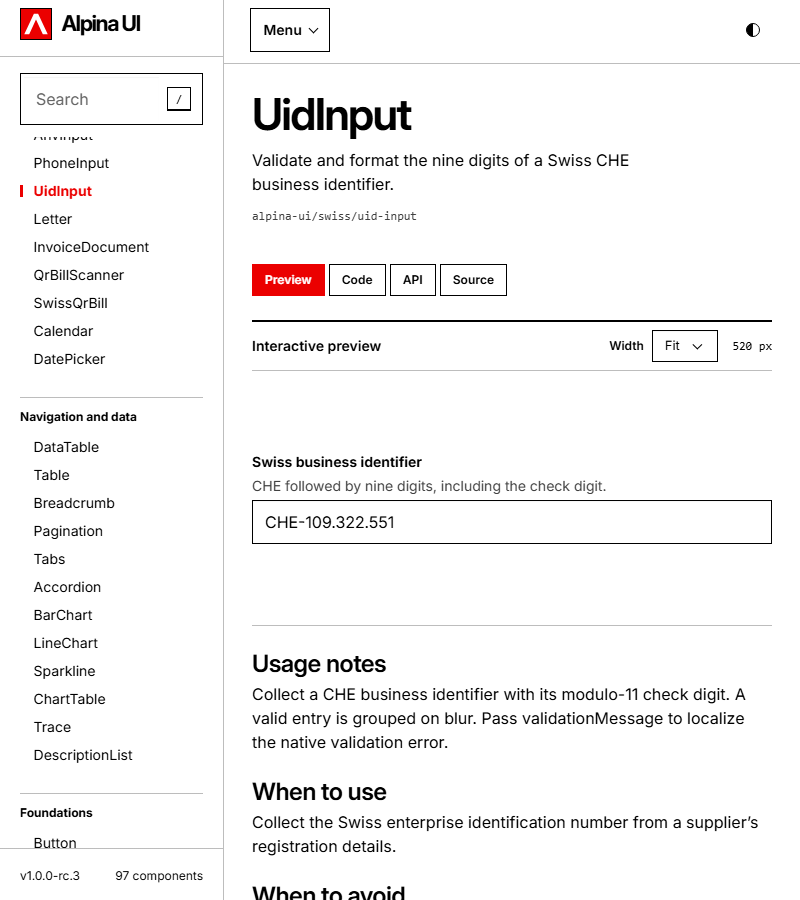 Alpina UI
Search /
AhvInput
PhoneInput
UidInput
Letter
InvoiceDocument
QrBillScanner
SwissQrBill
Calendar
DatePicker
Navigation and data
DataTable
Table
Breadcrumb
Pagination
Tabs
Accordion
BarChart
LineChart
Sparkline
ChartTable
Trace
DescriptionList
Foundations
Button
v1.0.0-rc.3 97 components
Menu
UidInput
Validate and format the nine digits of a Swiss CHE
business identifier.
alpina-ui/swiss/uid-input
Preview Code API Source
Interactive preview Width Fit 520 px
Swiss business identifier
CHE followed by nine digits, including the check digit.
CHE-109.322.551
Usage notes
Collect a CHE business identifier with its modulo-11 check digit. A
valid entry is grouped on blur. Pass validationMessage to localize
the native validation error.
When to use
Collect the Swiss enterprise identification number from a supplier’s
registration details.
When to avoid